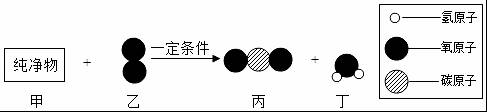 纯净物 + 一定条件 +
甲 乙 丙 丁
氢原子
氧原子
碳原子